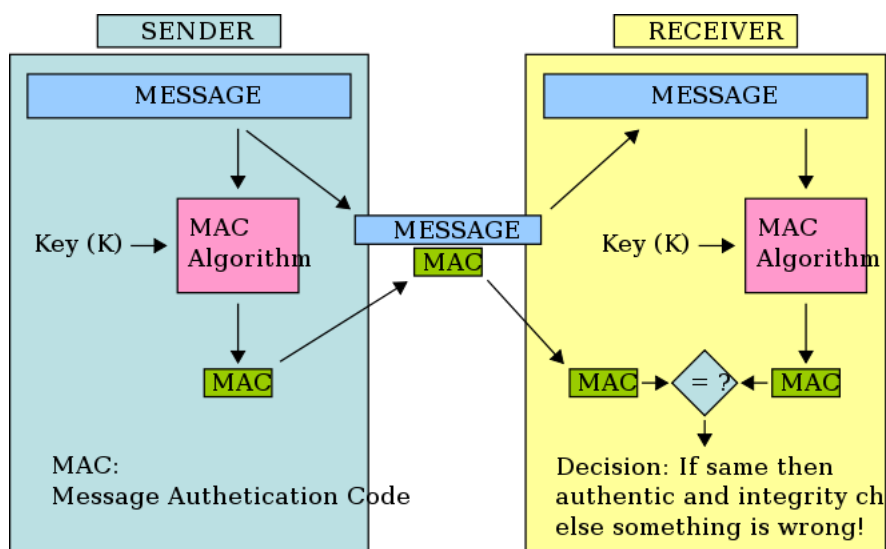 SENDER
RECEIVER
MESSAGE
MESSAGE
Key (K)
MAC
Algorithm
MESSAGE
MAC
Key (K)
MAC
Algorithm
MAC
MAC
= ?
MAC
MAC:
Message Authetication Code
Decision: If same then
authentic and integrity ch
else something is wrong!